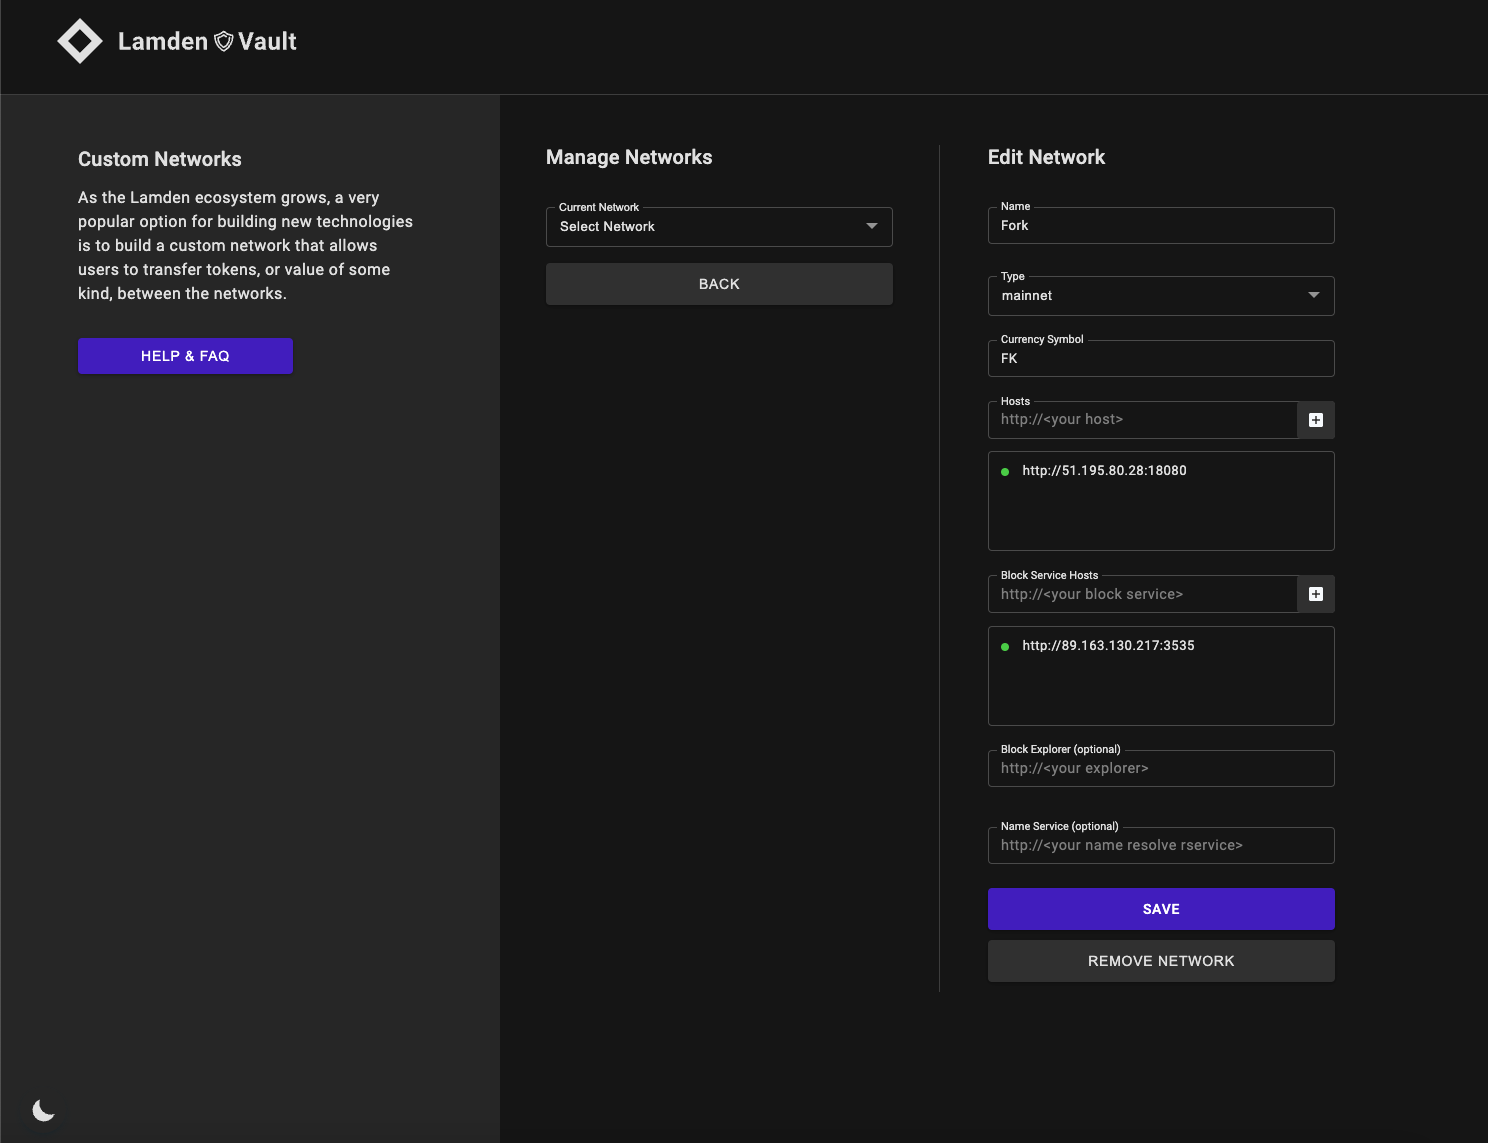 Lamden Vault
Custom Networks
As the Lamden ecosystem grows, a very
popular option for building new technologies
is to build a custom network that allows
users to transfer tokens, or value of some
kind, between the networks.
HELP & FAQ
Manage Networks
Current Network
Select Network
BACK
Edit Network
Name
Fork
Type
mainnet
Currency Symbol
FK
Hosts
http://<your host>
http://51.195.80.28:18080
Block Service Hosts
http://<your block service>
http://89.163.130.217:3535
Block Explorer (optional)
http://<your explorer>
Name Service (optional)
http://<your name resolve rservice>
SAVE
REMOVE NETWORK